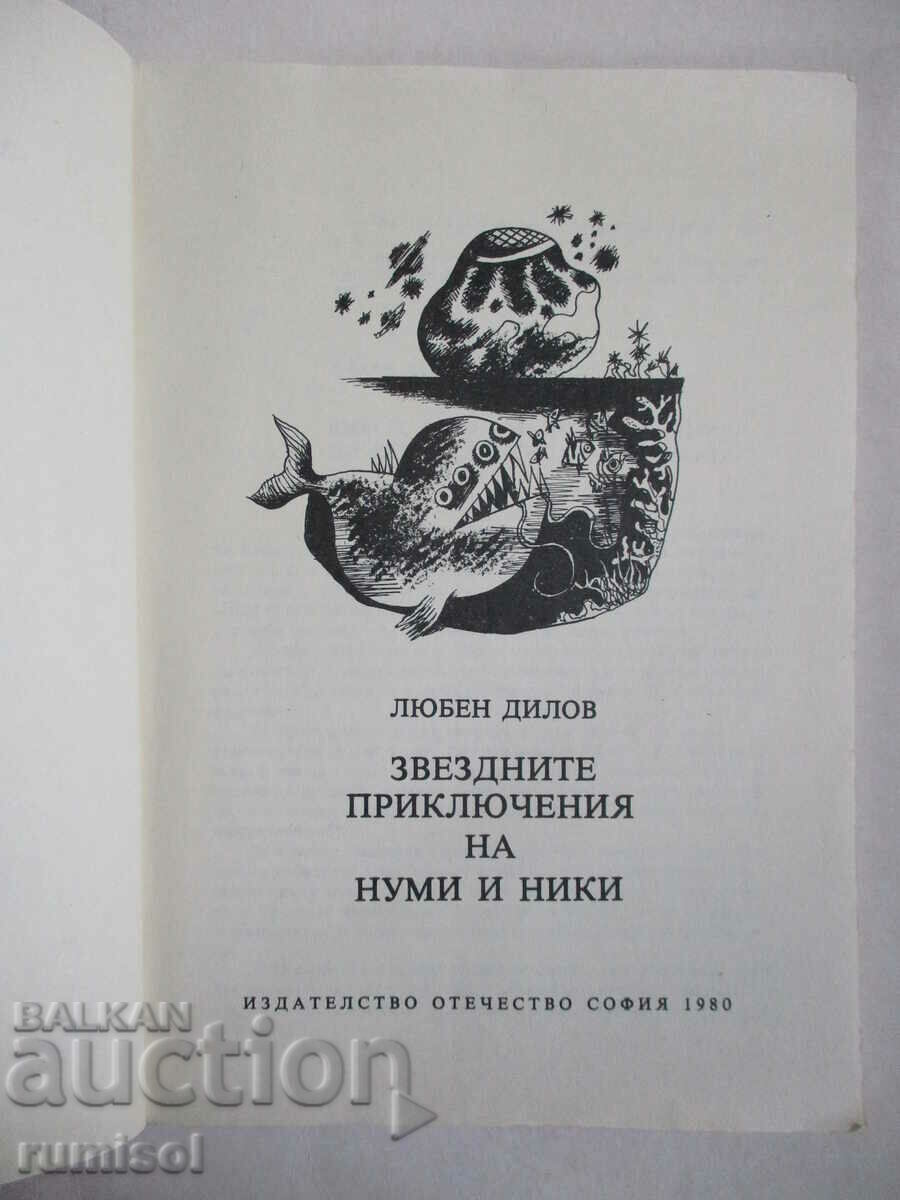 ЛЮБЕН ДИЛОВ
ЗВЕЗДНИТЕ
ПРИКЛЮЧЕНИЯ
НА
НУМИ И НИКИ
ИЗДАТЕЛСТВО ОТЕЧЕСТВО СОФИЯ 1980
BALKAN
auction
rumisol